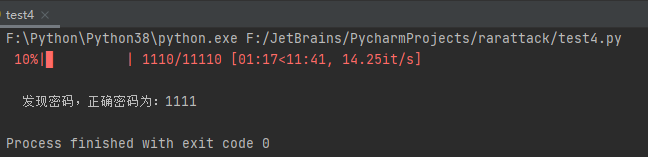 test4
F:\Python\Python38\python.exe F:/JetBrains/PycharmProjects/rarattack/test4.py
10%|█ | 1110/11110 [01:17<11:41, 14.25it/s]
发现密码，正确密码为：1111
Process finished with exit code 0